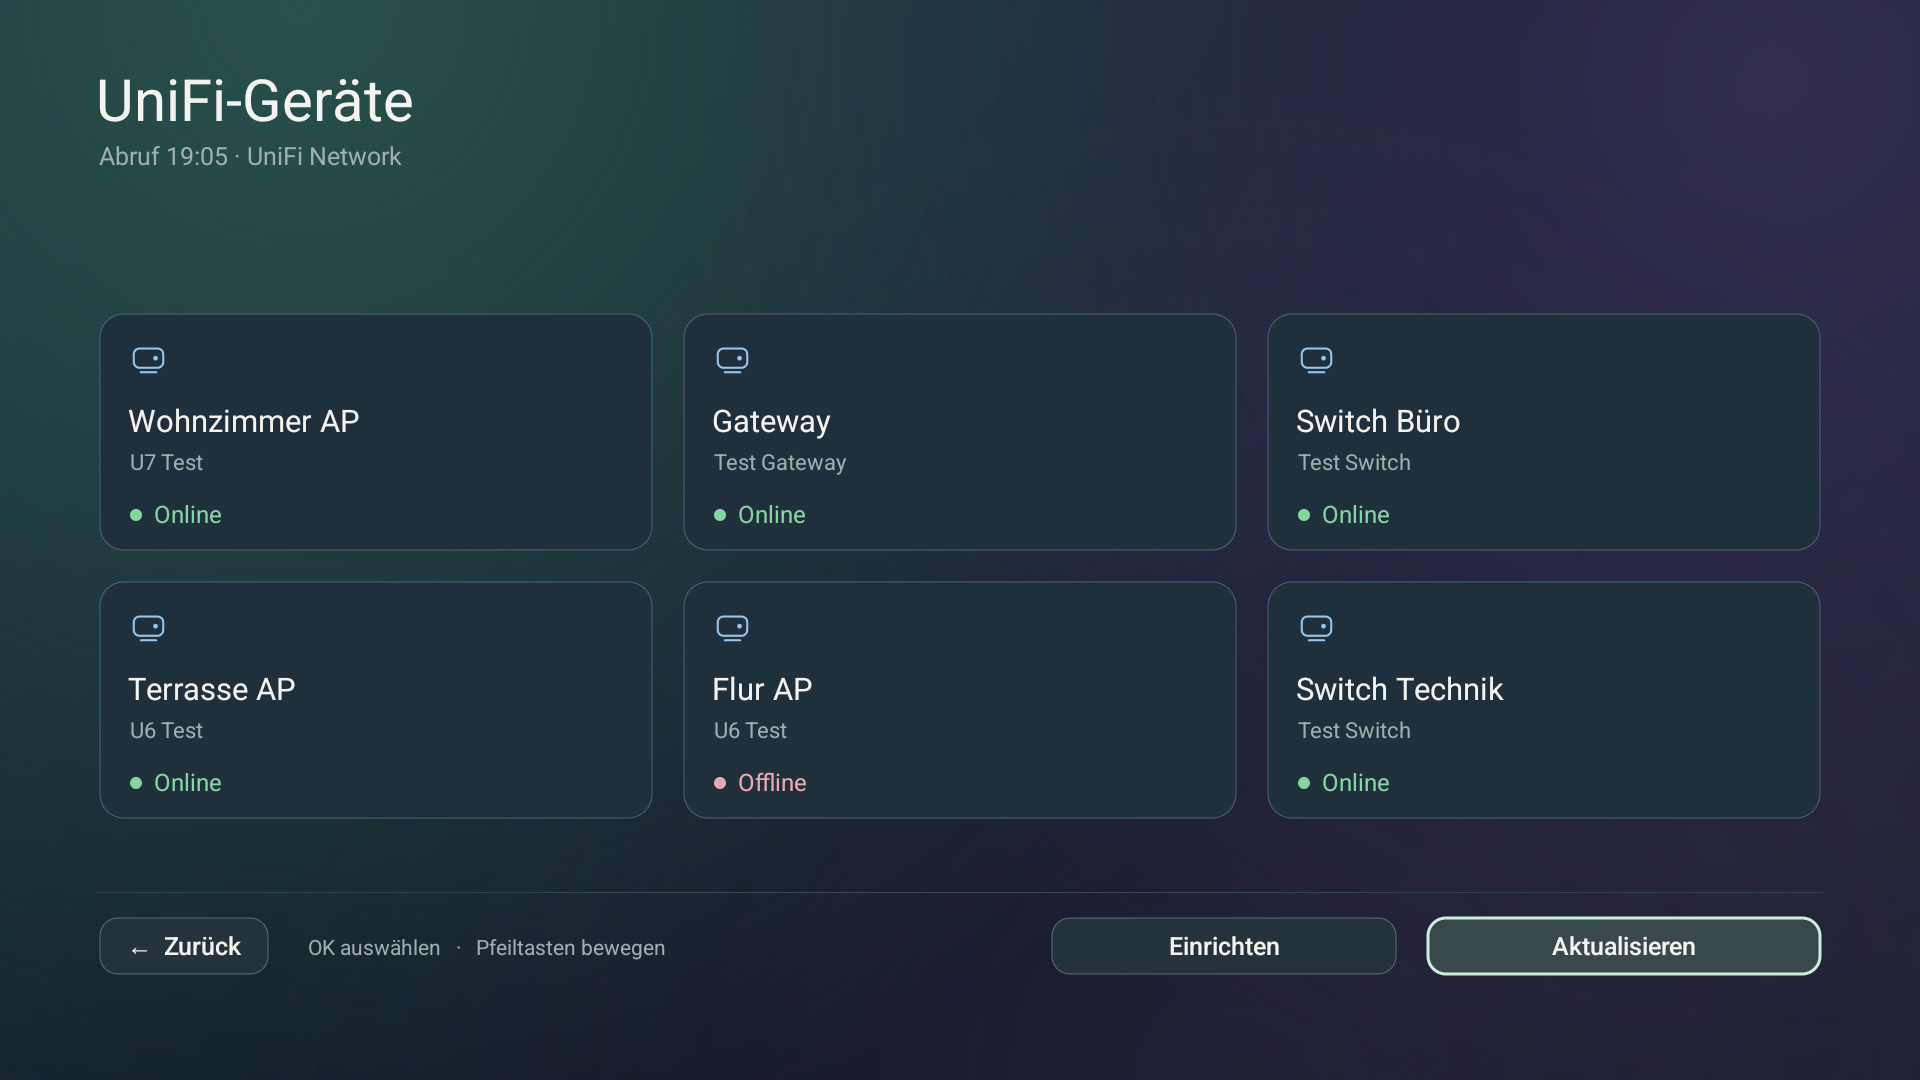 UniFi-Geräte
Abruf 19:05 · UniFi Network
Wohnzimmer AP
U7 Test
Online
Gateway
Test Gateway
Online
Switch Büro
Test Switch
Online
Terrasse AP
U6 Test
Online
Flur AP
U6 Test
Offline
Switch Technik
Test Switch
Online
← Zurück
OK auswählen · Pfeiltasten bewegen
Einrichten
Aktualisieren